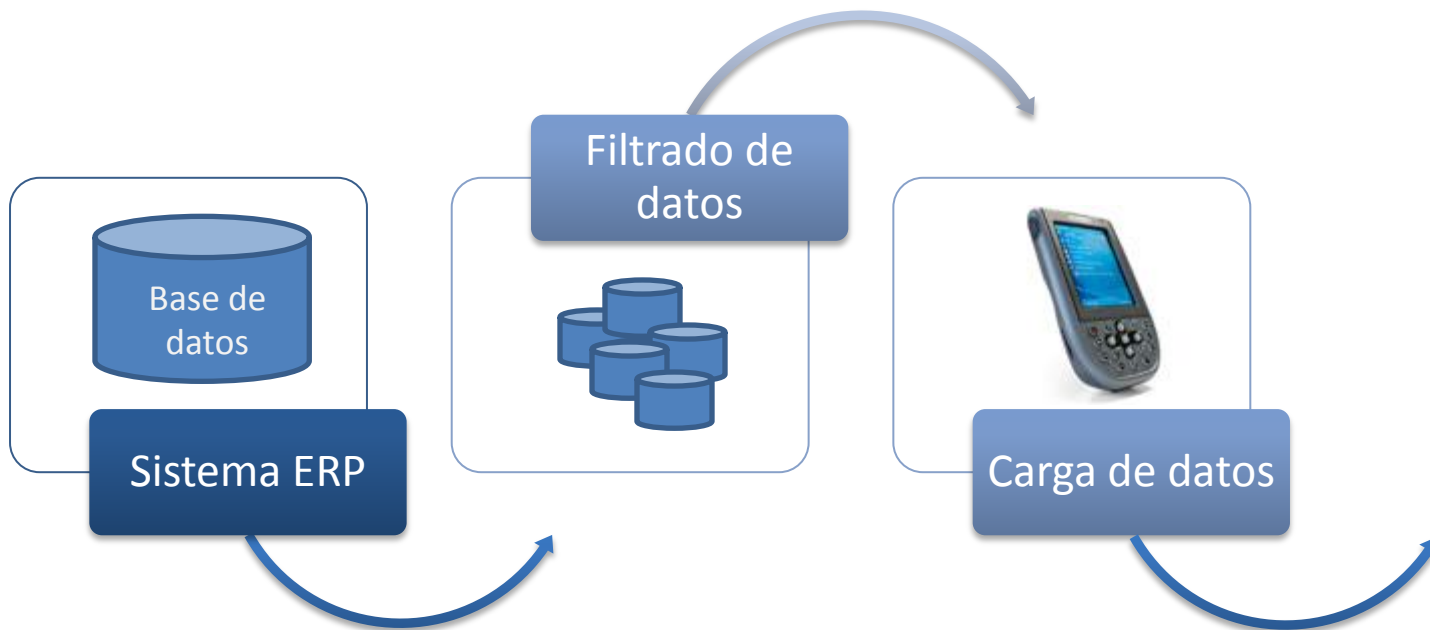 Base de
datos
Sistema ERP
Filtrado de
datos
Carga de datos